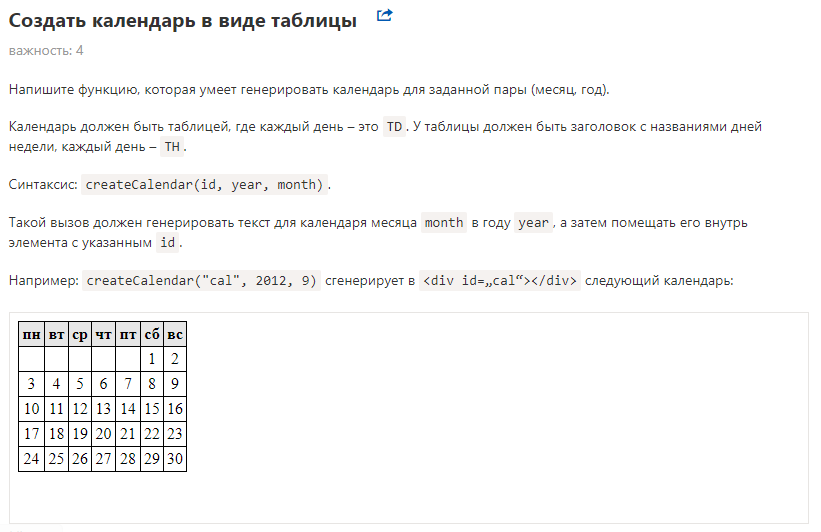 Создать календарь в виде таблицы
важность: 4
Напишите функцию, которая умеет генерировать календарь для заданной пары (месяц, год).
Календарь должен быть таблицей, где каждый день – это TD. У таблицы должен быть заголовок с названиями дней
недели, каждый день – TH.
Синтаксис: createCalendar(id, year, month).
Такой вызов должен генерировать текст для календаря месяца month в году year, а затем помещать его внутрь
элемента с указанным id.
Например: createCalendar("cal", 2012, 9) сгенерирует в <div id=„cal“></div> следующий календарь:
пн вт ср чт пт сб вс
1 2
3 4 5 6 7 8 9
10 11 12 13 14 15 16
17 18 19 20 21 22 23
24 25 26 27 28 29 30